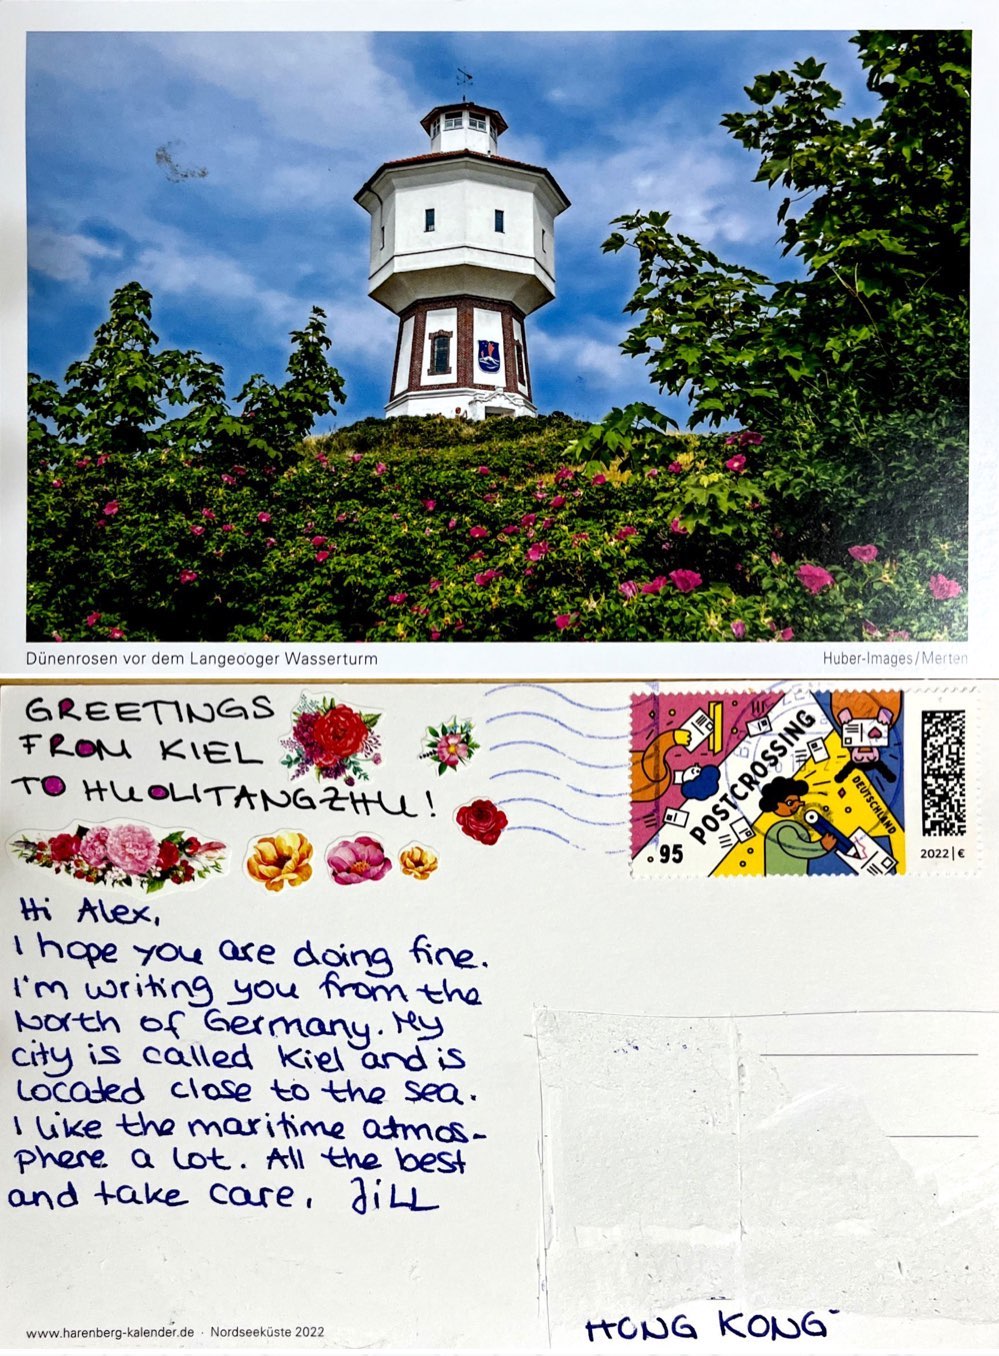 Dünenrosen vor dem Langeooger Wasserturm
Huber-Images/Merten
GREETINGS
FROM KIEL
TO HUOLITANGZHU!
POSTCROSSING
DEUTSCHLAND
.95
2022 | €
Hi Alex,
I hope you are doing fine.
I'm writing you from the
North of Germany. My
city is called Kiel and is
located close to the sea.
I like the maritime atmos-
phere a lot. All the best
and take care, Jill
HONG KONG
www.harenberg-kalender.de · Nordseeküste 2022